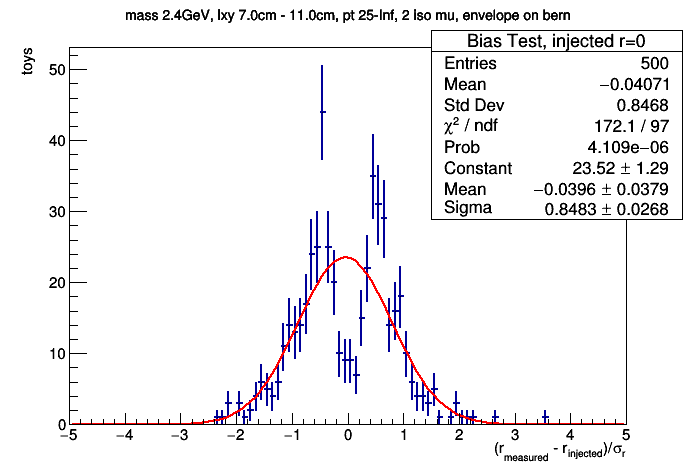 mass 2.4GeV, lxy 7.0cm - 11.0cm, pt 25-Inf, 2 iso mu, envelope on bern
toys
Bias Test, injected r=0
Entries 500
Mean −0.04071
Std Dev 0.8468
χ² / ndf 172.1 / 97
Prob 4.109e−06
Constant 23.52 ± 1.29
Mean −0.0396 ± 0.0379
Sigma 0.8483 ± 0.0268
50
40
30
20
10
0
−5 −4 −3 −2 −1 0 1 2 3 4 5
(r_measured - r_injected)/σ_r